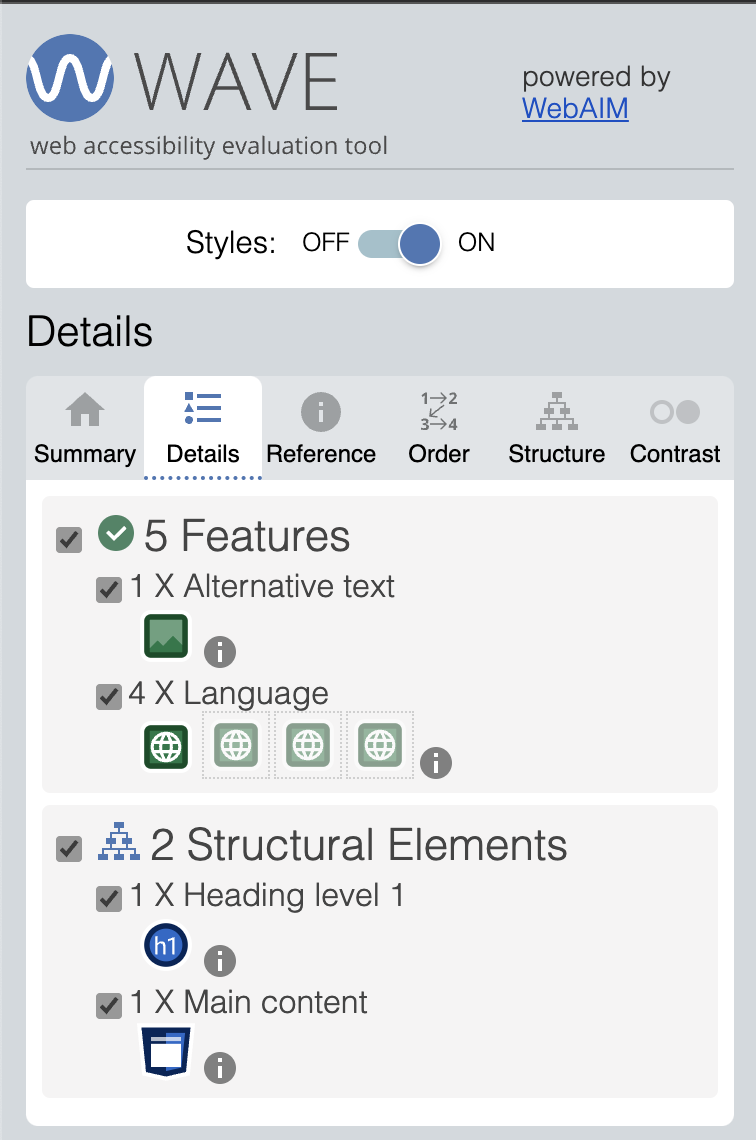 WAVE
powered by
WebAIM
web accessibility evaluation tool
Styles: OFF ON
Details
1→2
3→4
Summary Details Reference Order Structure Contrast
5 Features
1 X Alternative text
4 X Language
2 Structural Elements
1 X Heading level 1
h1
1 X Main content